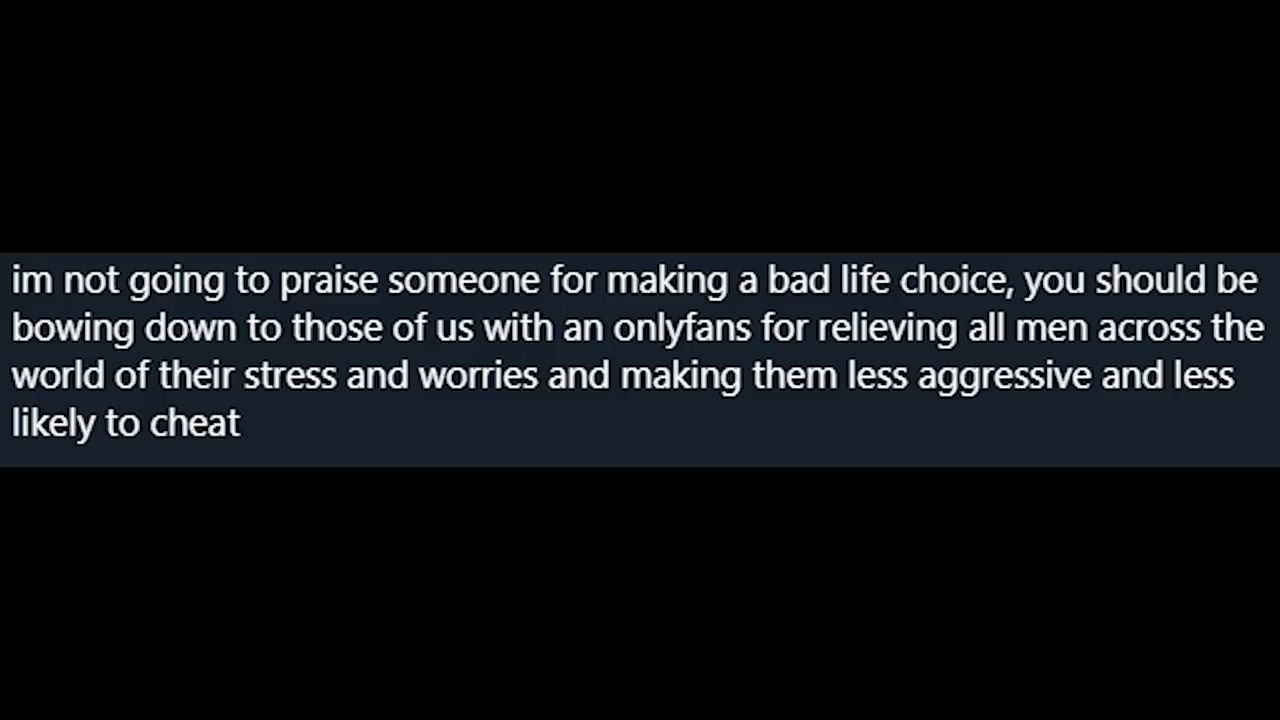 im not going to praise someone for making a bad life choice, you should be
bowing down to those of us with an onlyfans for relieving all men across the
world of their stress and worries and making them less aggressive and less
likely to cheat